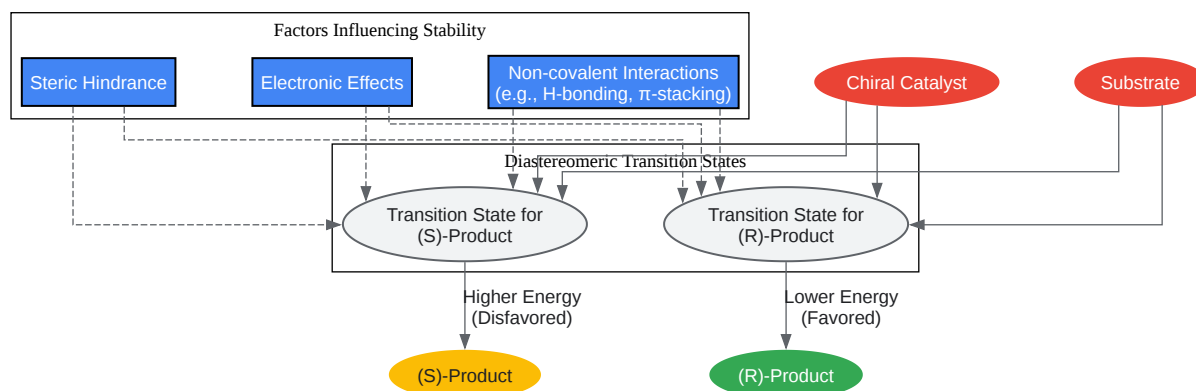 Factors Influencing Stability
Steric Hindrance
Electronic Effects
Non-covalent Interactions
(e.g., H-bonding, π-stacking)
Chiral Catalyst
Substrate
Diastereomeric Transition States
Transition State for
(S)-Product
Transition State for
(R)-Product
Higher Energy
(Disfavored)
Lower Energy
(Favored)
(S)-Product
(R)-Product